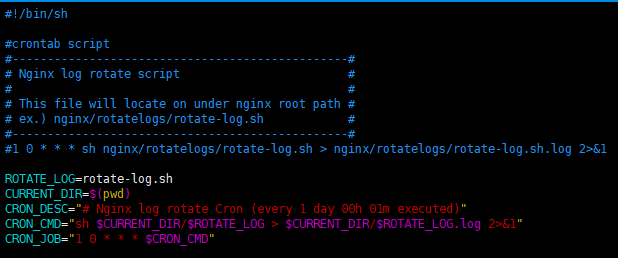 #!/bin/sh
#crontab script
#------------------------------------------------#
# Nginx log rotate script #
# #
# This file will locate on under nginx root path #
# ex.) nginx/rotatelogs/rotate-log.sh #
#------------------------------------------------#
#1 0 * * * sh nginx/rotatelogs/rotate-log.sh > nginx/rotatelogs/rotate-log.sh.log 2>&1
ROTATE_LOG=rotate-log.sh
CURRENT_DIR=$(pwd)
CRON_DESC="# Nginx log rotate Cron (every 1 day 00h 01m executed)"
CRON_CMD="sh $CURRENT_DIR/$ROTATE_LOG > $CURRENT_DIR/$ROTATE_LOG.log 2>&1"
CRON_JOB="1 0 * * * $CRON_CMD"